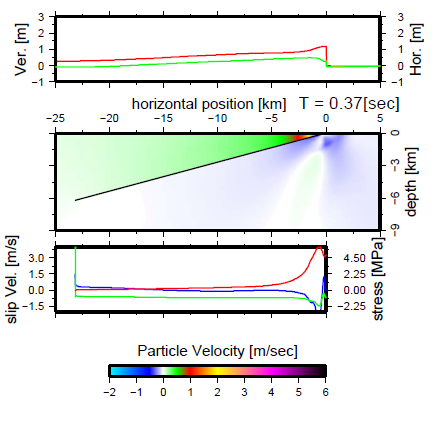 3 3
2 2
1 1
0 0
−1 −1
Ver. [m]
Hor. [m]
horizontal position [km] T = 0.37[sec]
−25 −20 −15 −10 −5 0 5
0
−3
−6
−9
depth [km]
3.0 4.50
1.5 2.25
0.0 0.00
−1.5 −2.25
slip Vel. [m/s]
stress [MPa]
Particle Velocity [m/sec]
−2 −1 0 1 2 3 4 5 6